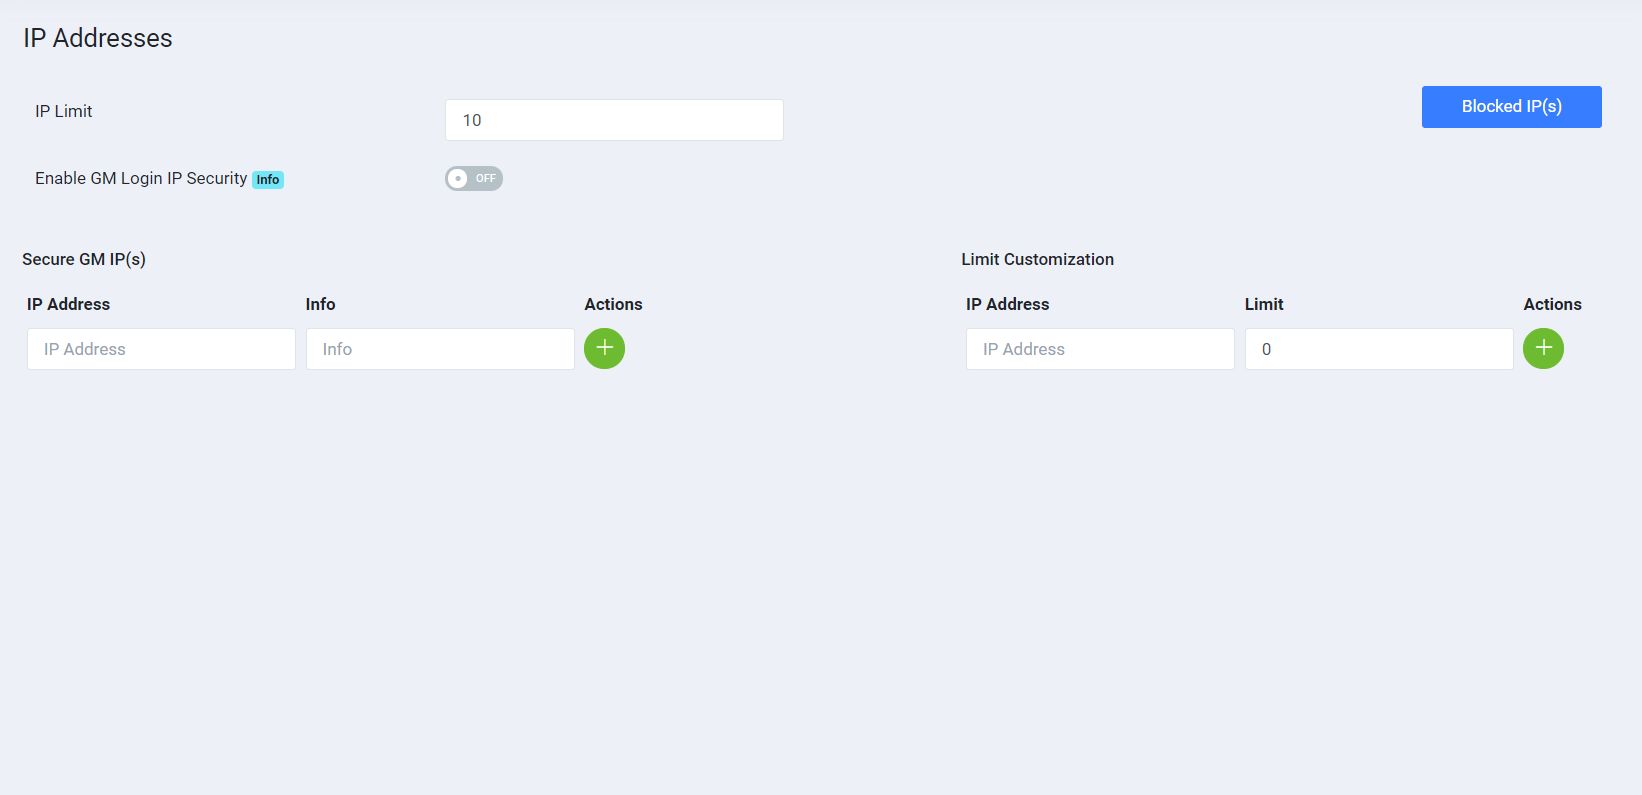 IP Addresses
IP Limit
10
Blocked IP(s)
Enable GM Login IP Security Info
OFF
Secure GM IP(s)
IP Address Info Actions
IP Address Info
Limit Customization
IP Address Limit Actions
IP Address 0